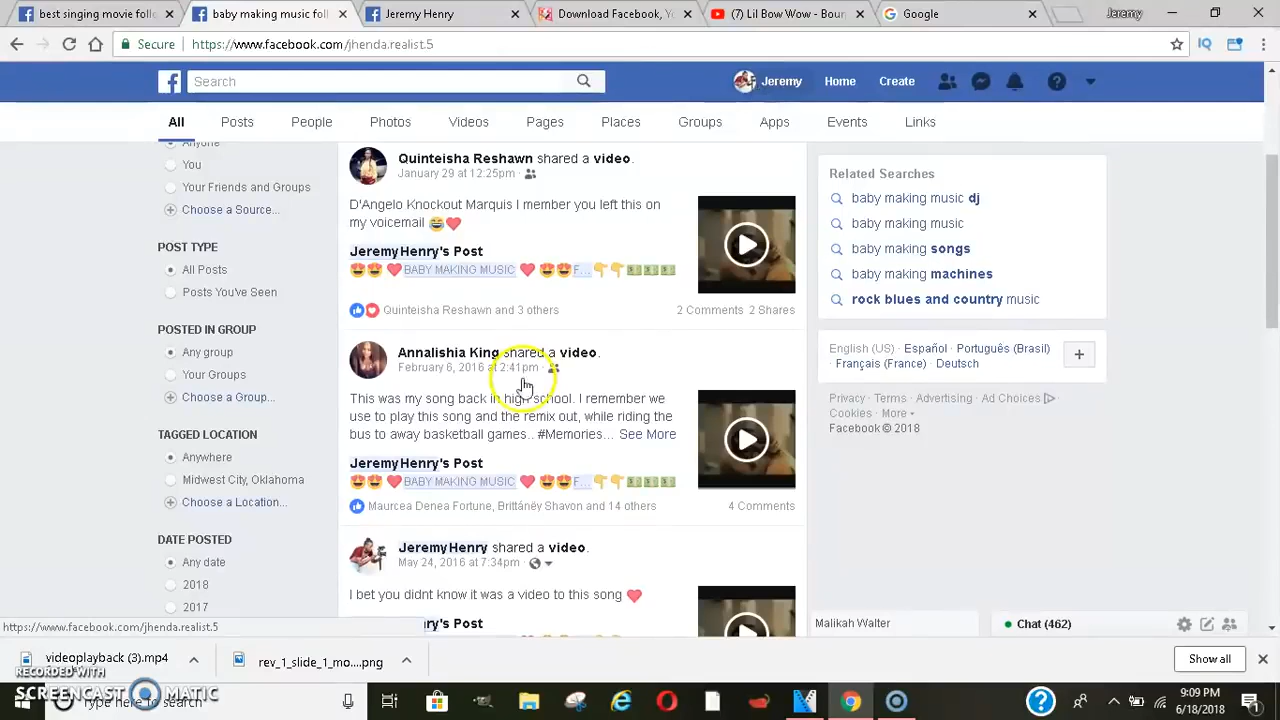 best singing music foll
baby making music foll
Jeremy Henry
Download Facebook, Yo
(7) Lil Bow Wow - Boun
Google
Jeremy
Secure
https://www.facebook.com/jhenda.realist.5
Search
Jeremy
Home
Create
All
Posts
People
Photos
Videos
Pages
Places
Groups
Apps
Events
Links
Anyone
You
Your Friends and Groups
Choose a Source...
POST TYPE
All Posts
Posts You've Seen
POSTED IN GROUP
Any group
Your Groups
Choose a Group...
TAGGED LOCATION
Anywhere
Midwest City, Oklahoma
Choose a Location...
DATE POSTED
Any date
2018
2017
Quinteisha Reshawn shared a video.
January 29 at 12:25pm
D'Angelo Knockout Marquis I member you left this on
my voicemail 😂❤
Jeremy Henry's Post
😍😍 ❤ BABY MAKING MUSIC ❤ 😍😍 F... 👇👇💵💵💵
Quinteisha Reshawn and 3 others
2 Comments 2 Shares
Annalishia King shared a video.
February 6, 2016 at 2:41pm
This was my song back in high school. I remember we
use to play this song and the remix out, while riding the
bus to away basketball games.. #Memories... See More
Jeremy Henry's Post
😍😍 ❤ BABY MAKING MUSIC ❤ 😍😍 F... 👇👇💵💵💵
Maurcea Denea Fortune, Brittánëy Shavon and 14 others
4 Comments
Jeremy Henry shared a video.
May 24, 2016 at 7:34pm
I bet you didnt know it was a video to this song ❤
ry's Post
Related Searches
baby making music dj
baby making music
baby making songs
baby making machines
rock blues and country music
English (US) · Español · Português (Brasil)
· Français (France) · Deutsch
Privacy · Terms · Advertising · Ad Choices
Cookies · More
Facebook © 2018
Malikah Walter
Chat (462)
https://www.facebook.com/jhenda.realist.5
videoplayback (3).mp4
rev_1_slide_1_mo....png
Show all
RECORDED WITH
SCREENCAST MATIC
Type here to search
9:09 PM
6/18/2018
1